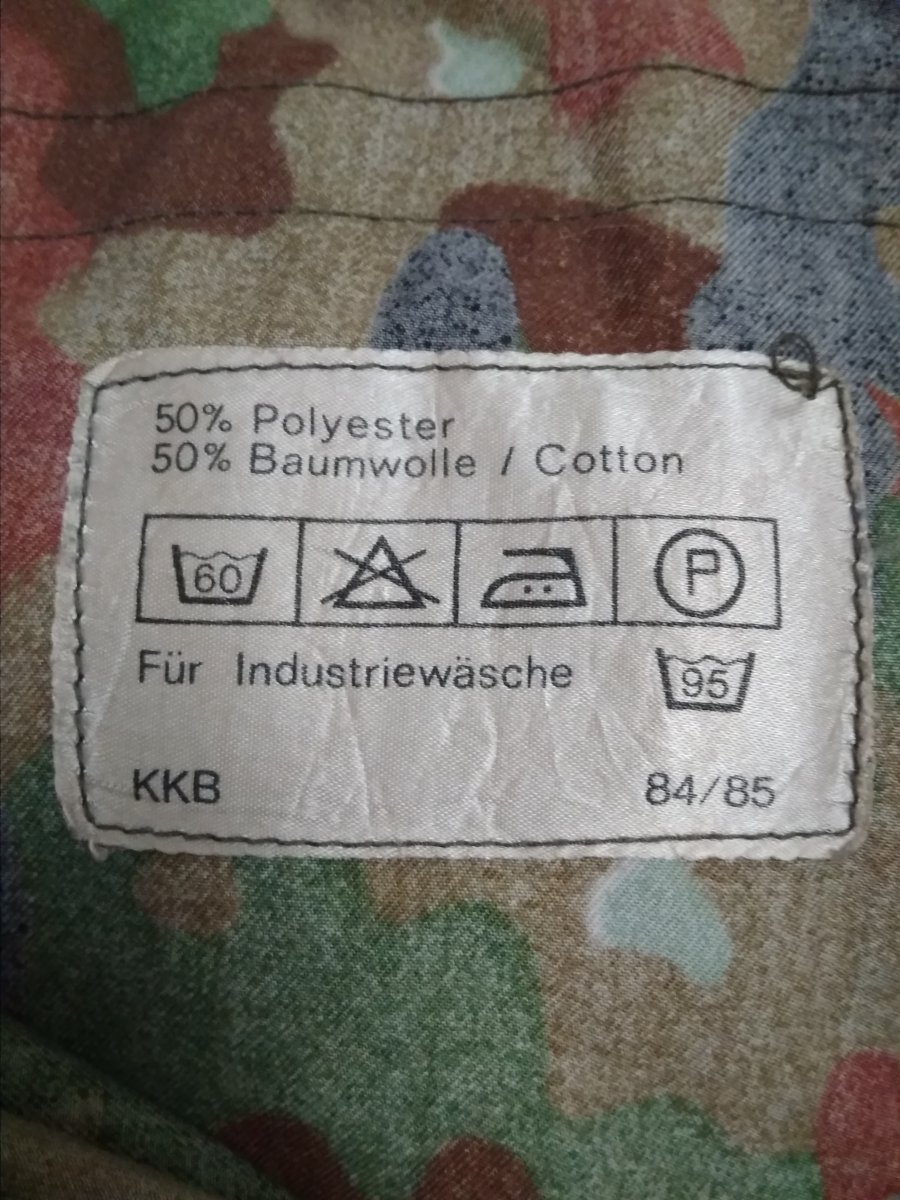 50% Polyester
50% Baumwolle / Cotton
60 P
Für Industriewäsche 95
KKB 84/85